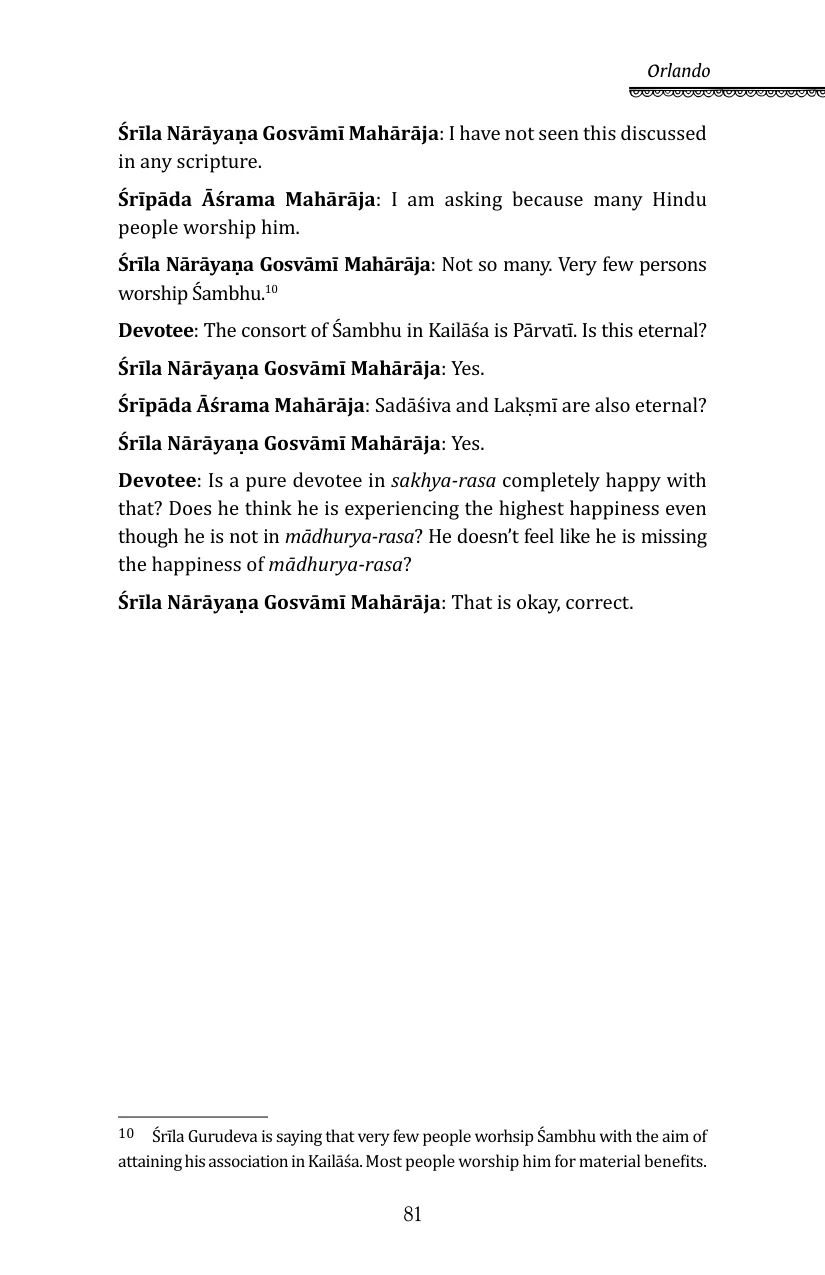 Orlando
Śrīla Nārāyaṇa Gosvāmī Mahārāja: I have not seen this discussed
in any scripture.
Śrīpāda Āśrama Mahārāja: I am asking because many Hindu
people worship him.
Śrīla Nārāyaṇa Gosvāmī Mahārāja: Not so many. Very few persons
worship Śambhu.10
Devotee: The consort of Śambhu in Kailāśa is Pārvatī. Is this eternal?
Śrīla Nārāyaṇa Gosvāmī Mahārāja: Yes.
Śrīpāda Āśrama Mahārāja: Sadāśiva and Lakṣmī are also eternal?
Śrīla Nārāyaṇa Gosvāmī Mahārāja: Yes.
Devotee: Is a pure devotee in sakhya-rasa completely happy with
that? Does he think he is experiencing the highest happiness even
though he is not in mādhurya-rasa? He doesn’t feel like he is missing
the happiness of mādhurya-rasa?
Śrīla Nārāyaṇa Gosvāmī Mahārāja: That is okay, correct.
10 Śrīla Gurudeva is saying that very few people worhsip Śambhu with the aim of
attaining his association in Kailāśa. Most people worship him for material benefits.
81